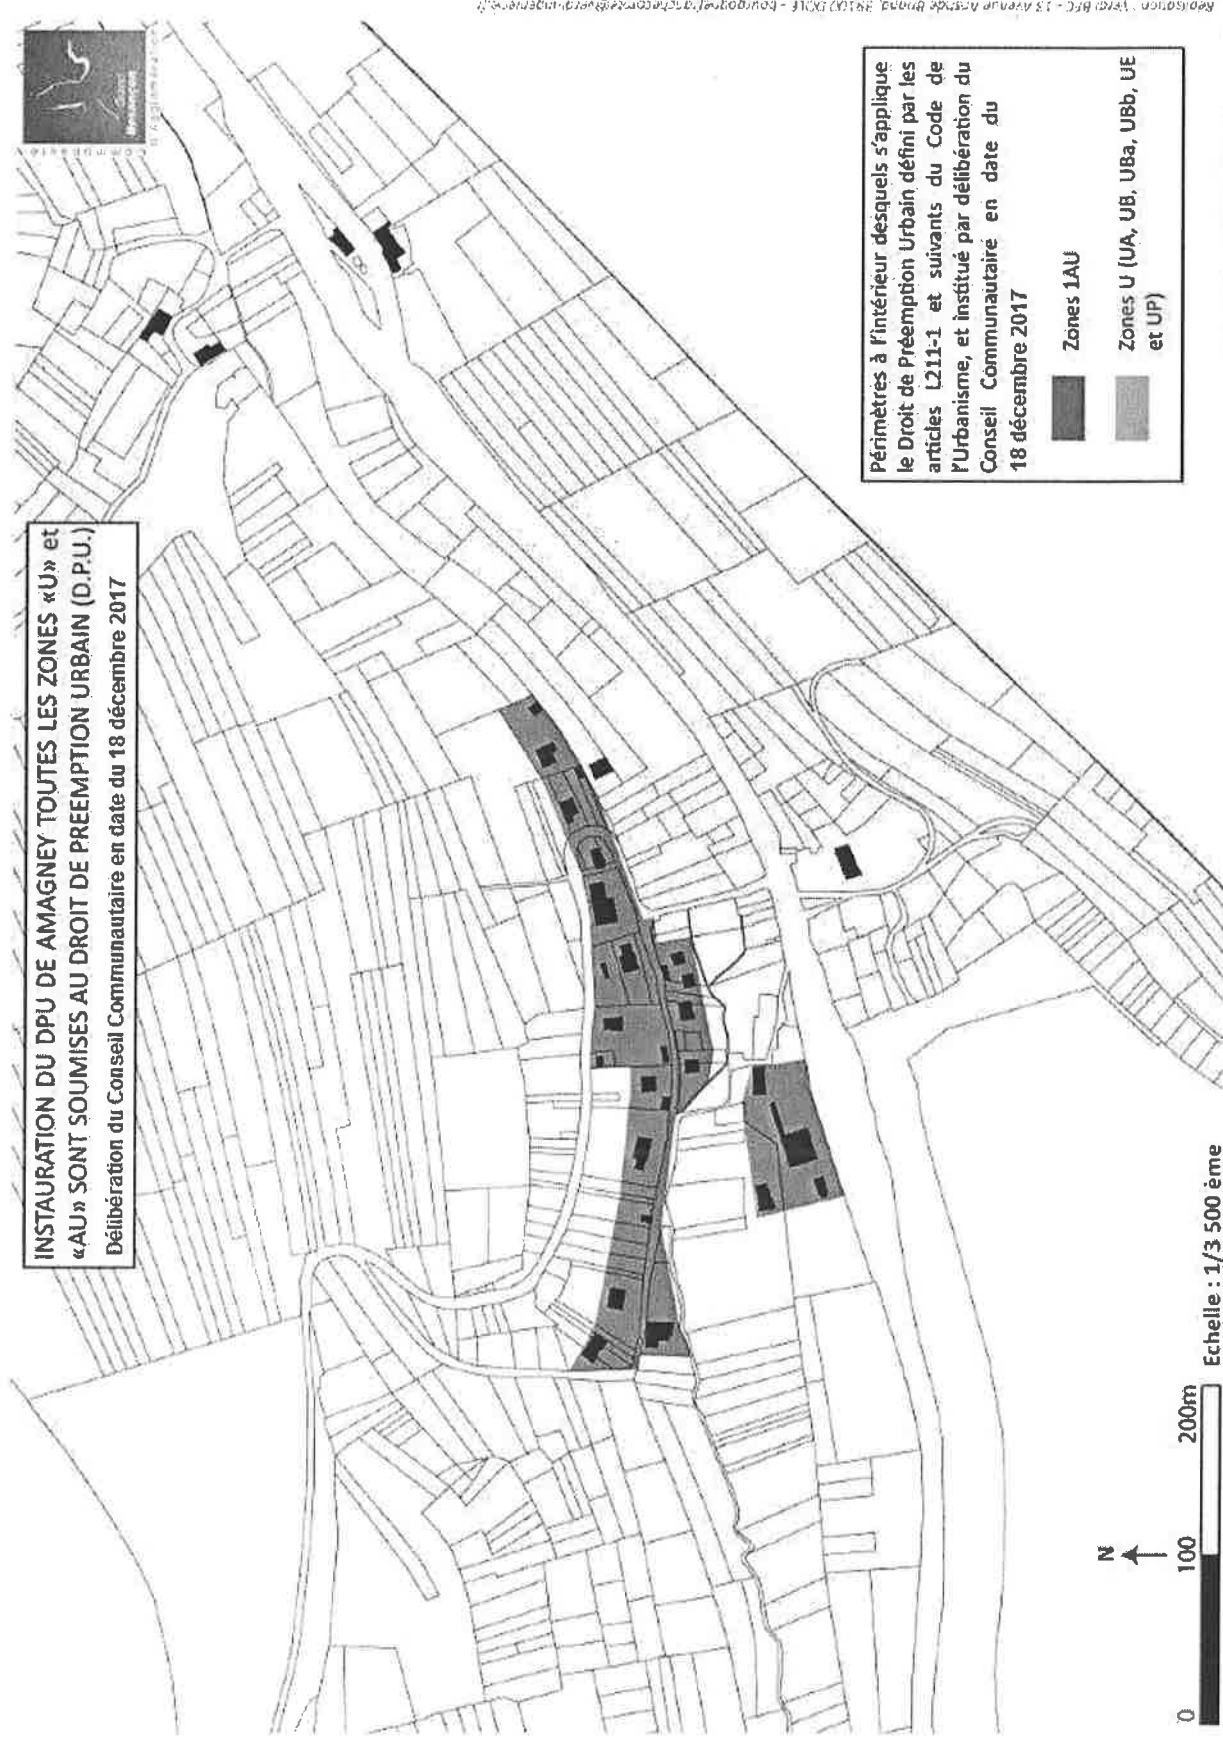 INSTAURATION DU DPU DE AMAGNEY TOUTES LES ZONES «U» et
«AU» SONT SOUMISES AU DROIT DE PREEMPTION URBAIN (D.P.U.)
Délibération du Conseil Communautaire en date du 18 décembre 2017
Grand
Besançon
Périmètres à l'intérieur desquels s'applique
le Droit de Préemption Urbain défini par les
articles L211-1 et suivants du Code de
l'Urbanisme, et institué par délibération du
Conseil Communautaire en date du
18 décembre 2017
Zones 1AU
Zones U (UA, UB, UBa, UBb, UE
et UP)
N
0 100 200m
Echelle : 1/3 500 ème